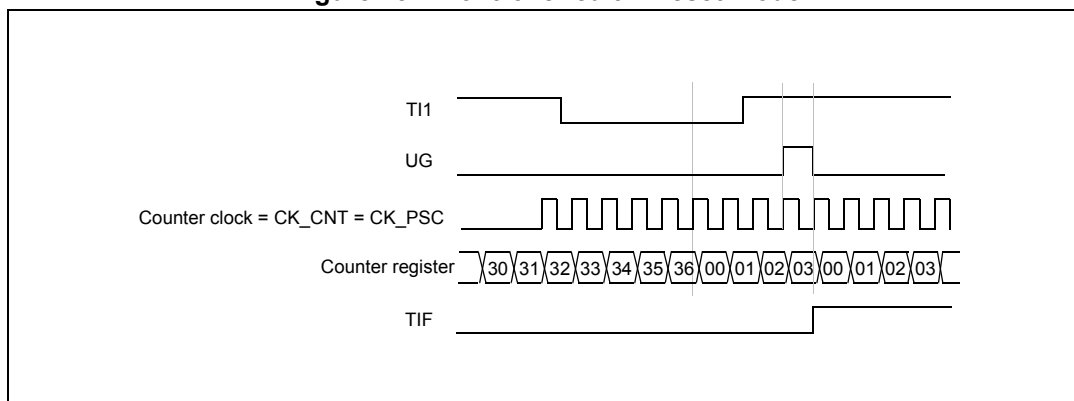 TI1
UG
Counter clock = CK_CNT = CK_PSC
Counter register 30 31 32 33 34 35 36 00 01 02 03 00 01 02 03
TIF